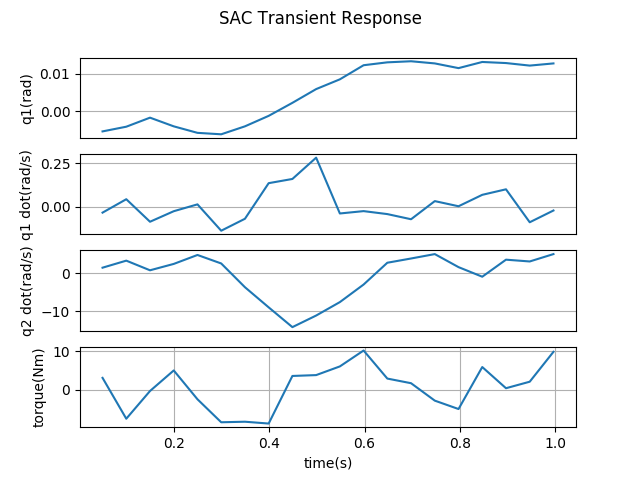 SAC Transient Response
q1(rad)
0.01
0.00
q1 dot(rad/s)
0.25
0.00
q2 dot(rad/s)
0
−10
torque(Nm)
10
0
0.2 0.4 0.6 0.8 1.0
time(s)